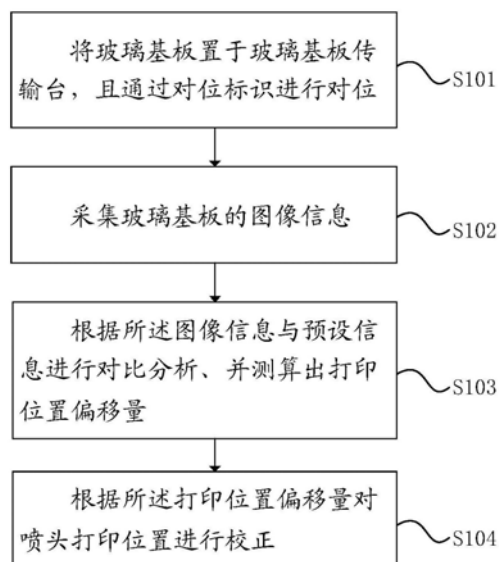 将玻璃基板置于玻璃基板传
输台，且通过对位标识进行对位
S101
采集玻璃基板的图像信息
S102
根据所述图像信息与预设信
息进行对比分析、并测算出打印
位置偏移量
S103
根据所述打印位置偏移量对
喷头打印位置进行校正
S104